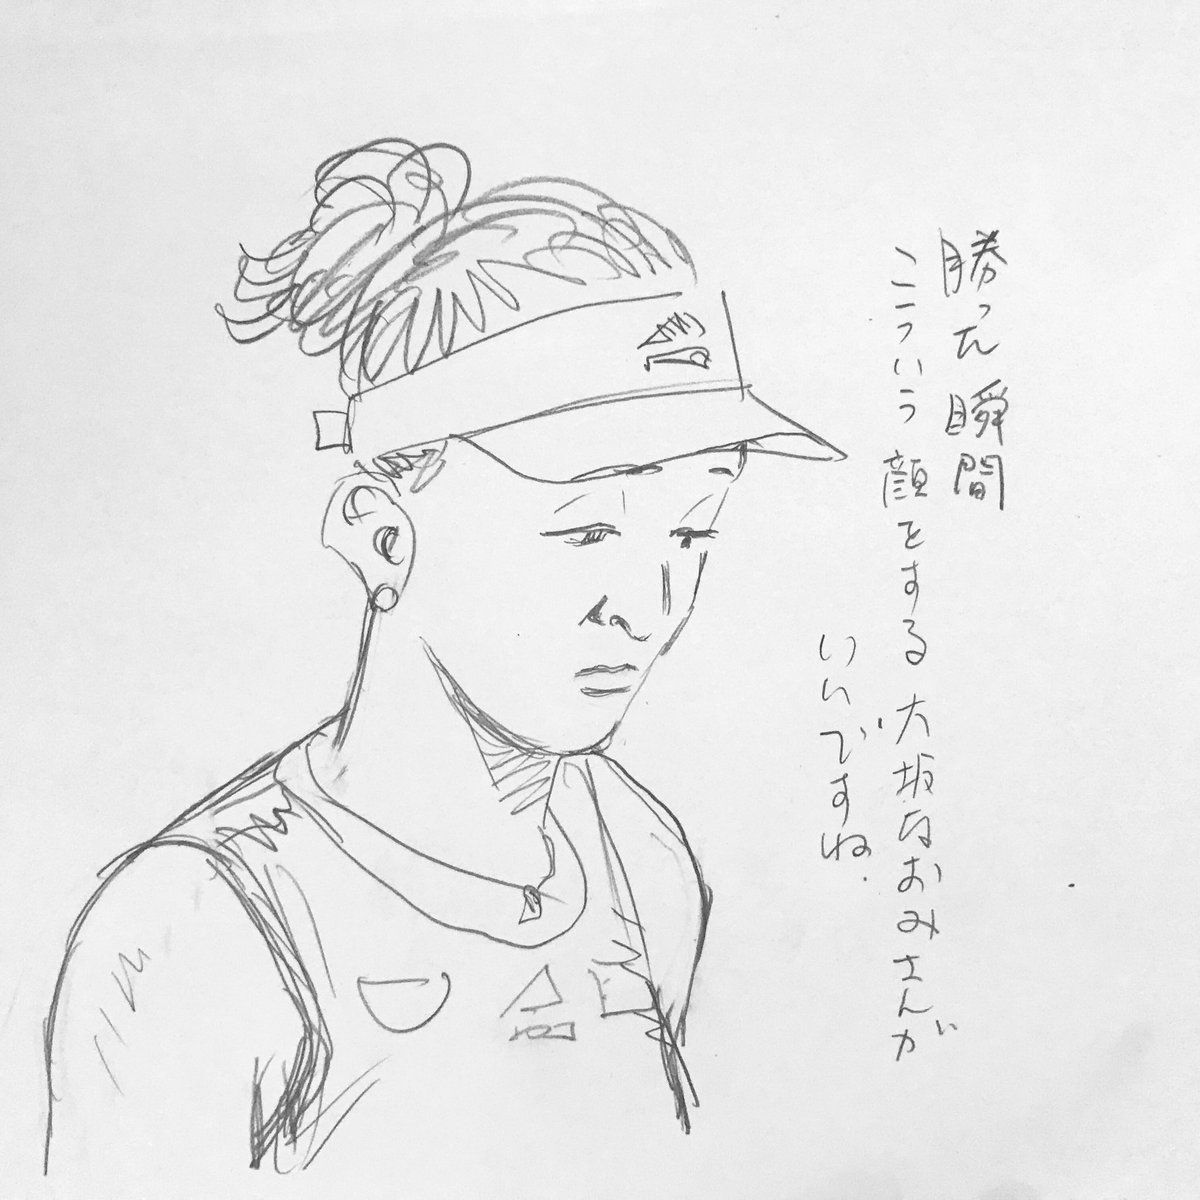 勝った瞬間
こういう顔をする大坂なおみさんが
いいですね.